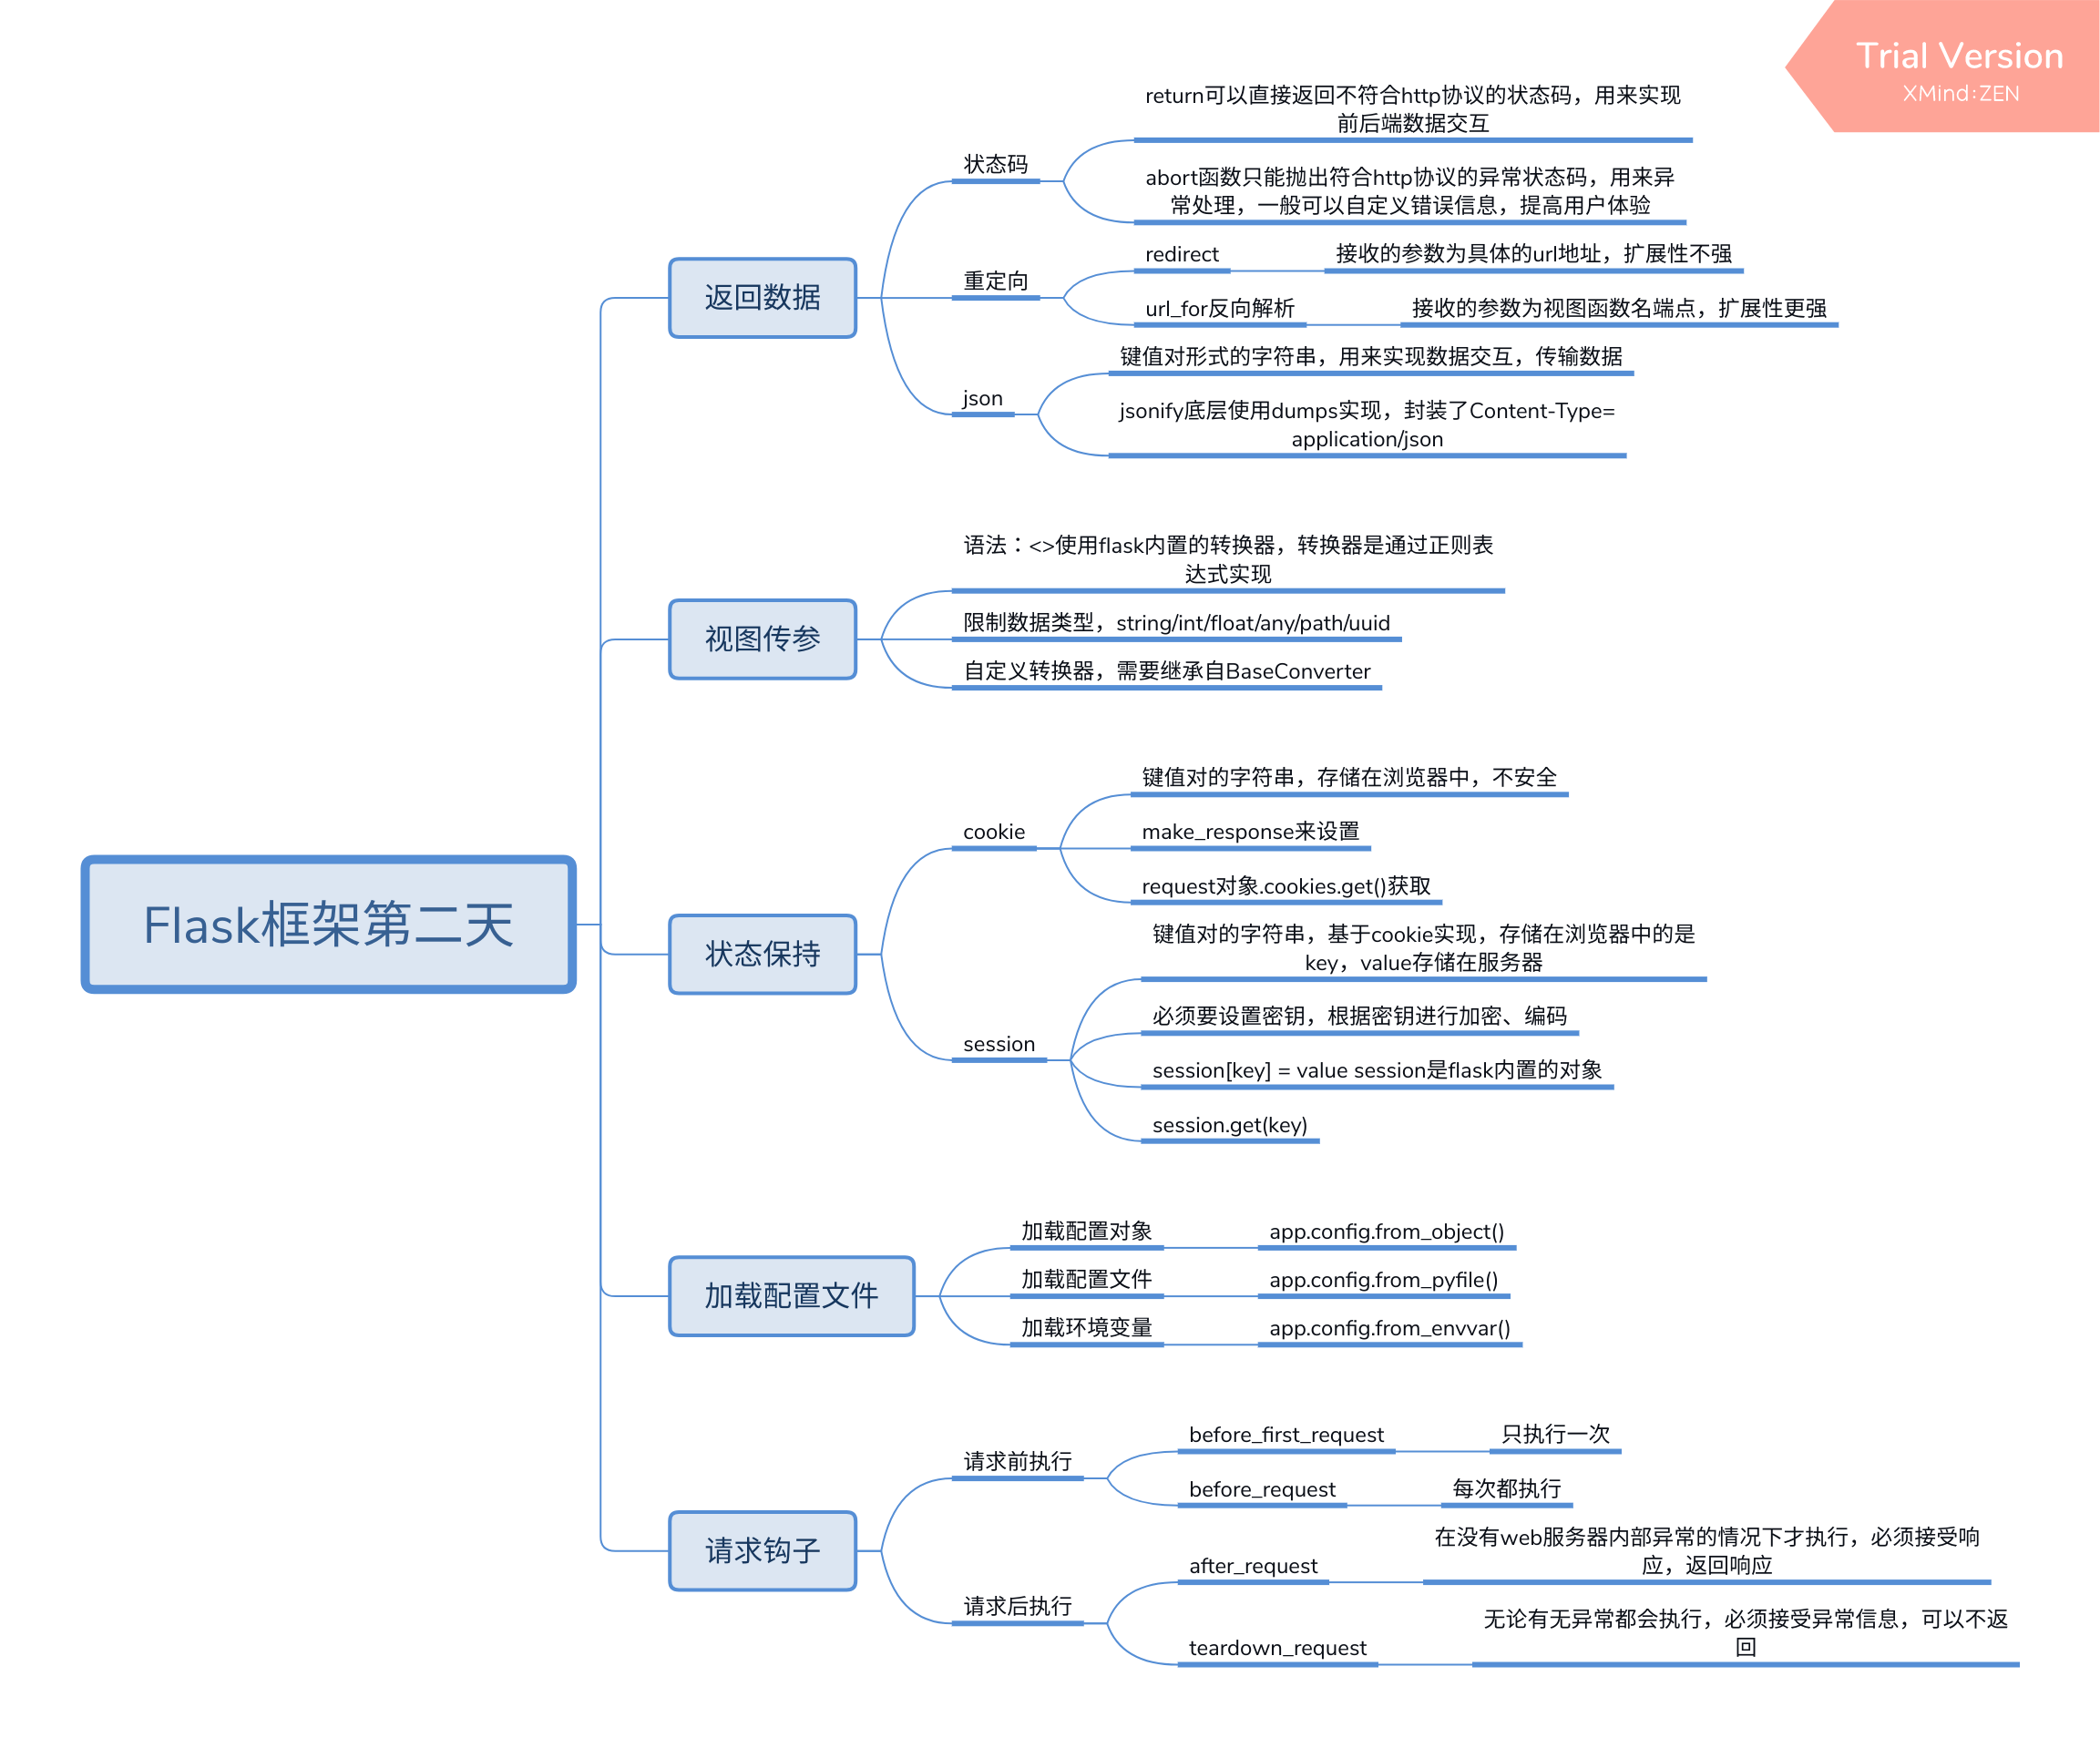 Trial Version
XMind:ZEN
Flask框架第二天
返回数据
状态码
return可以直接返回不符合http协议的状态码，用来实现
前后端数据交互
abort函数只能抛出符合http协议的异常状态码，用来异
常处理，一般可以自定义错误信息，提高用户体验
重定向
redirect
接收的参数为具体的url地址，扩展性不强
url_for反向解析
接收的参数为视图函数名端点，扩展性更强
json
键值对形式的字符串，用来实现数据交互，传输数据
jsonify底层使用dumps实现，封装了Content-Type=
application/json
视图传参
语法：<>使用flask内置的转换器，转换器是通过正则表
达式实现
限制数据类型，string/int/float/any/path/uuid
自定义转换器，需要继承自BaseConverter
状态保持
cookie
键值对的字符串，存储在浏览器中，不安全
make_response来设置
request对象.cookies.get()获取
session
键值对的字符串，基于cookie实现，存储在浏览器中的是
key，value存储在服务器
必须要设置密钥，根据密钥进行加密、编码
session[key] = value session是flask内置的对象
session.get(key)
加载配置文件
加载配置对象
app.config.from_object()
加载配置文件
app.config.from_pyfile()
加载环境变量
app.config.from_envvar()
请求钩子
请求前执行
before_first_request
只执行一次
before_request
每次都执行
请求后执行
after_request
在没有web服务器内部异常的情况下才执行，必须接受响
应，返回响应
teardown_request
无论有无异常都会执行，必须接受异常信息，可以不返
回